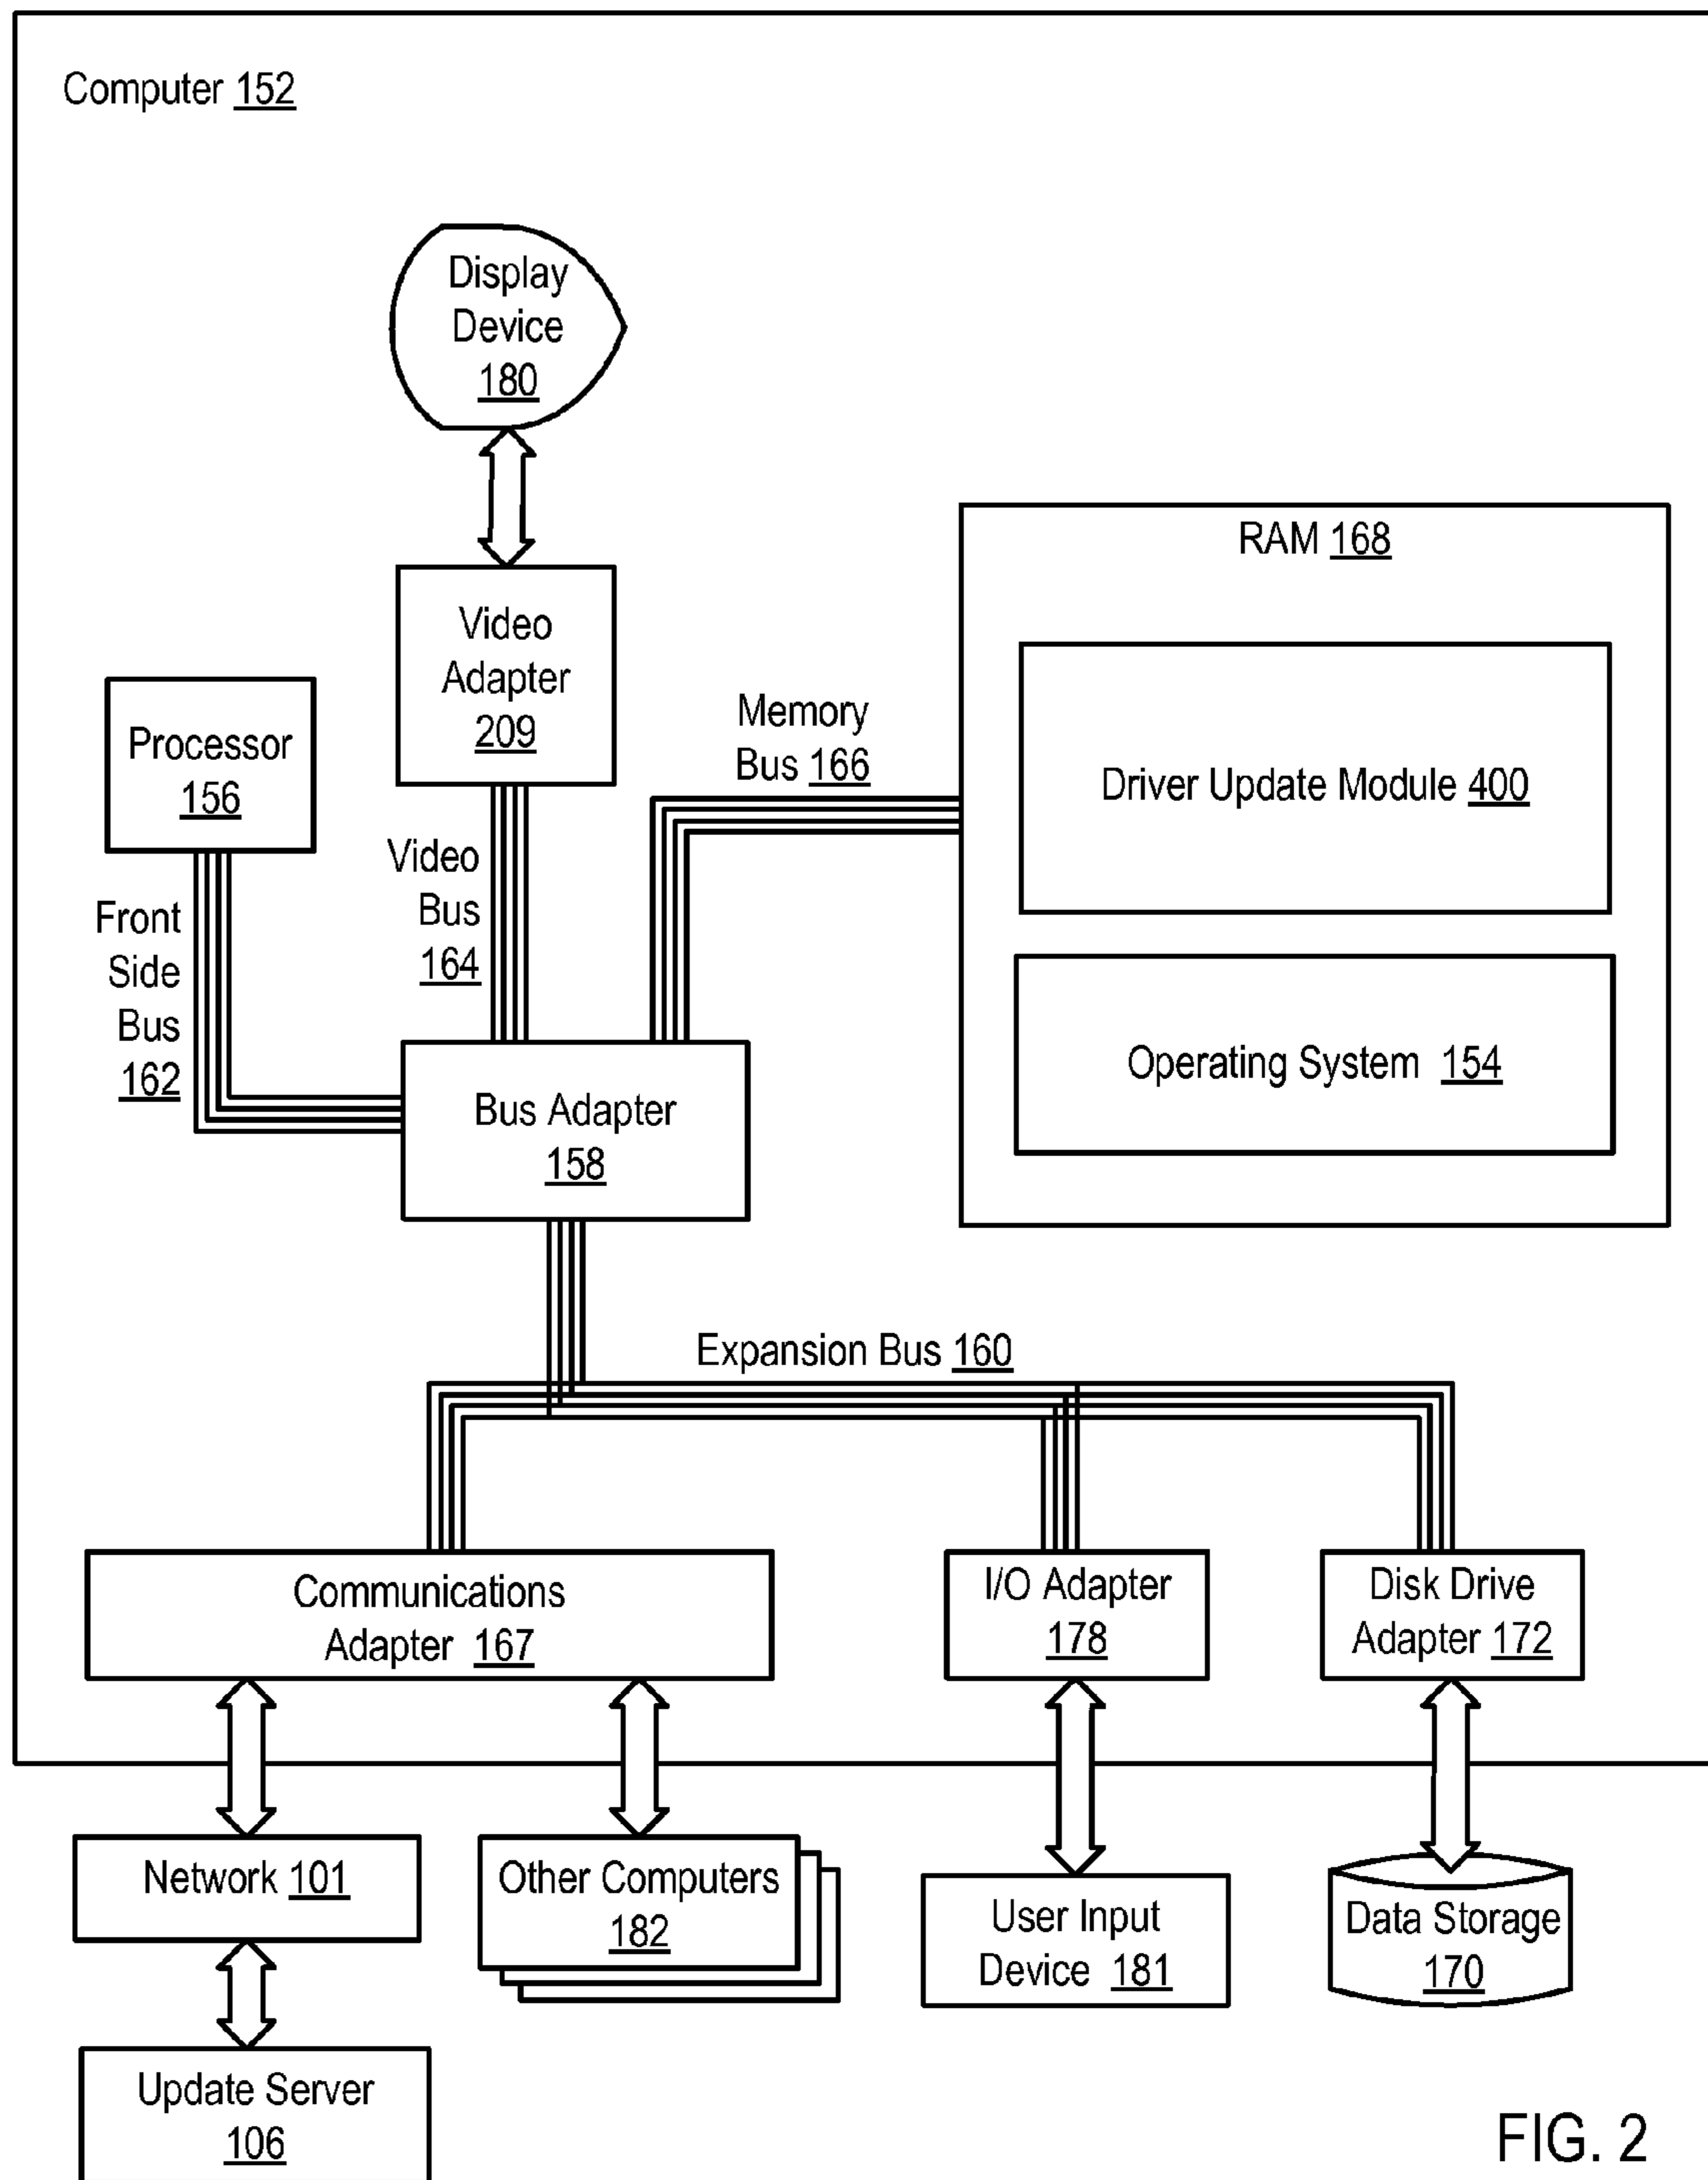 Computer 152
Display
Device
180
Video
Adapter
209
RAM 168
Processor
156
Memory
Bus 166
Driver Update Module 400
Video
Bus
164
Front
Side
Bus
162
Operating System 154
Bus Adapter
158
Expansion Bus 160
Communications
Adapter 167
I/O Adapter
178
Disk Drive
Adapter 172
Network 101
Other Computers
182
User Input
Device 181
Data Storage
170
Update Server
106
FIG. 2